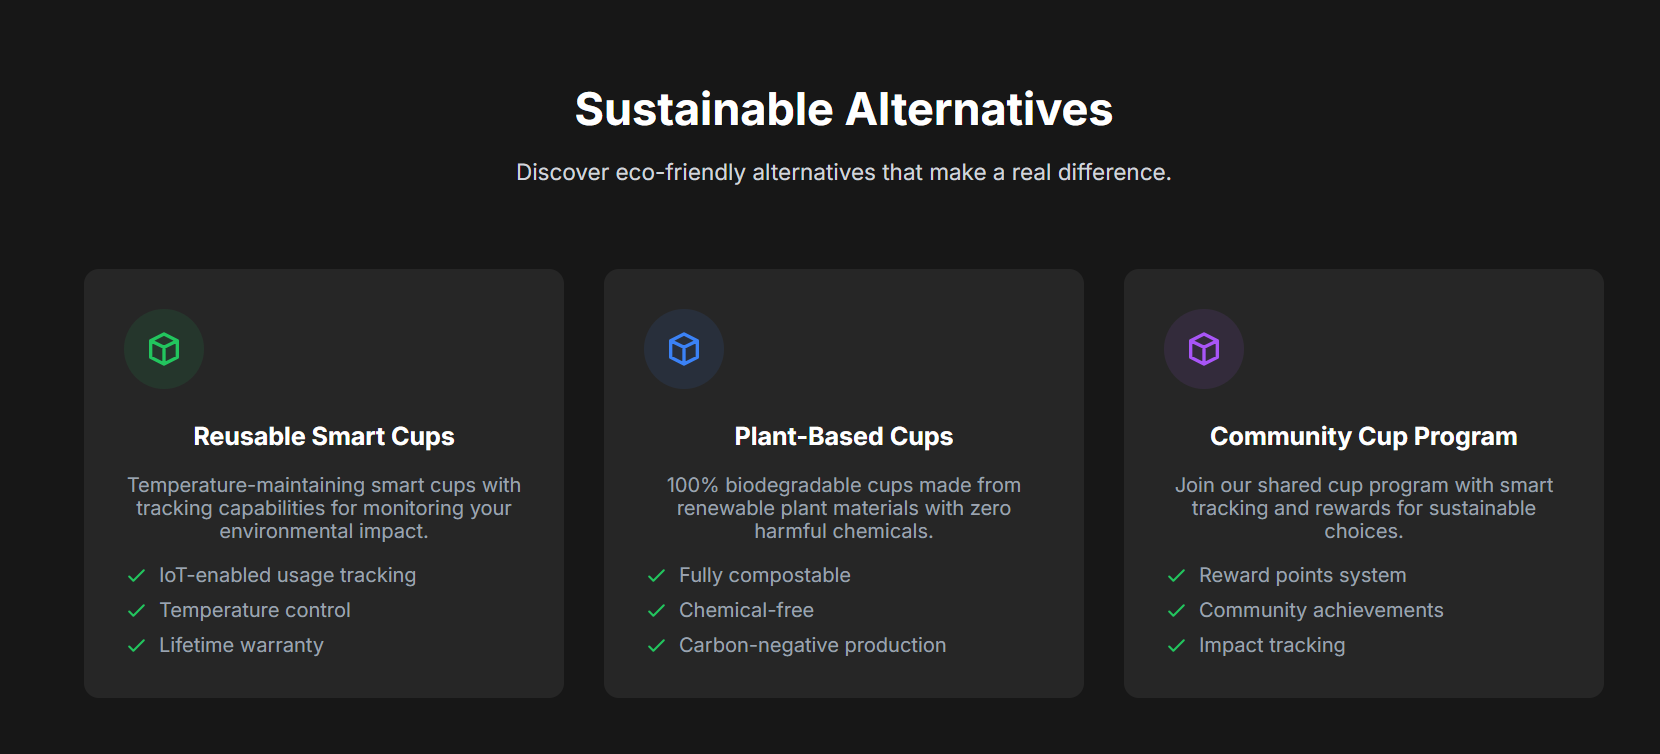 Sustainable Alternatives
Discover eco-friendly alternatives that make a real difference.
Reusable Smart Cups
Temperature-maintaining smart cups with
tracking capabilities for monitoring your
environmental impact.
IoT-enabled usage tracking
Temperature control
Lifetime warranty
Plant-Based Cups
100% biodegradable cups made from
renewable plant materials with zero
harmful chemicals.
Fully compostable
Chemical-free
Carbon-negative production
Community Cup Program
Join our shared cup program with smart
tracking and rewards for sustainable
choices.
Reward points system
Community achievements
Impact tracking